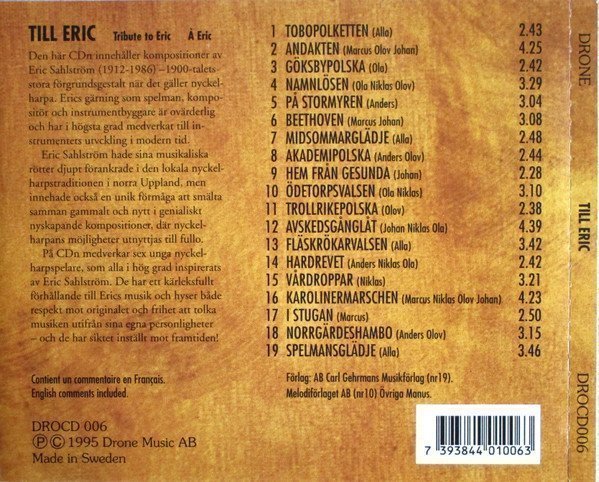 TILL ERIC Tribute to Eric À Eric
Den här CDn innehåller kompositioner av
Eric Sahlström (1912-1986) –1900-talets
stora förgrundsgestalt när det gäller nyckel-
harpa. Erics gärning som spelman, kompo-
sitör och instrumentbyggare är ovärderlig
och har i högsta grad medverkat till in-
strumentets utveckling i modern tid.
Eric Sahlström hade sina musikaliska
rötter djupt förankrade i den lokala nyckel-
harpstraditionen i norra Uppland, men
innehade också en unik förmåga att smälta
samman gammalt och nytt i genialiskt
nyskapande kompositioner, där nyckel-
harpans möjligheter utnyttjas till fullo.
På CDn medverkar sex unga nyckel-
harpspelare, som alla i hög grad inspirerats
av Eric Sahlström. De har ett kärleksfullt
förhållande till Erics musik och hyser både
respekt mot originalet och frihet att tolka
musiken utifrån sina egna personligheter
– och de har siktet inställt mot framtiden!
Contient un commentaire en Français.
English comments included.
DROCD 006
Ⓟ © 1995 Drone Music AB
Made in Sweden
1 TOBOPOLKETTEN (Alla) 2.43
2 ANDAKTEN (Marcus Olov Johan) 4.25
3 GÖKSBYPOLSKA (Ola) 2.42
4 NAMNLÖSEN (Ola Niklas Olov) 3.29
5 PÅ STORMYREN (Anders) 3.04
6 BEETHOVEN (Marcus Johan) 3.08
7 MIDSOMMARGLÄDJE (Alla) 2.48
8 AKADEMIPOLSKA (Anders Olov) 2.44
9 HEM FRÅN GESUNDA (Johan) 2.28
10 ÖDETORPSVALSEN (Ola Niklas) 3.10
11 TROLLRIKEPOLSKA (Olov) 2.38
12 AVSKEDSGÅNGLÅT (Johan Niklas Ola) 4.39
13 FLÄSKRÖKARVALSEN (Alla) 3.42
14 HARDREVET (Anders Niklas Ola) 2.42
15 VÅRDROPPAR (Niklas) 3.21
16 KAROLINERMARSCHEN (Marcus Niklas Olov Johan) 4.23
17 I STUGAN (Marcus) 2.50
18 NORRGÄRDESHAMBO (Anders Olov) 3.15
19 SPELMANSGLÄDJE (Alla) 3.46
Förlag: AB Carl Gehrmans Musikförlag (nr19).
Melodiförlaget AB (nr10) Övriga Manus.
7 393844 010063
DRONE
TILL ERIC
DROCD006